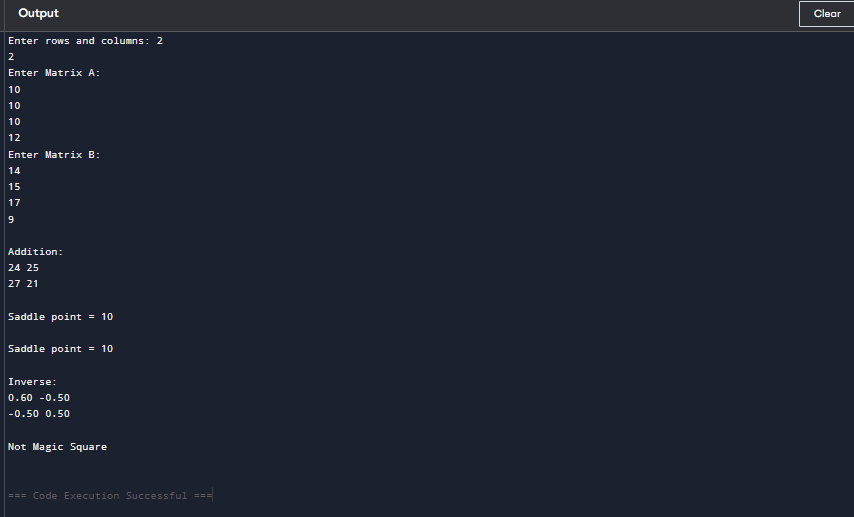 Output
Clear
Enter rows and columns: 2
2
Enter Matrix A:
10
10
10
12
Enter Matrix B:
14
15
17
9
Addition:
24 25
27 21
Saddle point = 10
Saddle point = 10
Inverse:
0.60 -0.50
-0.50 0.50
Not Magic Square
=== Code Execution Successful ===